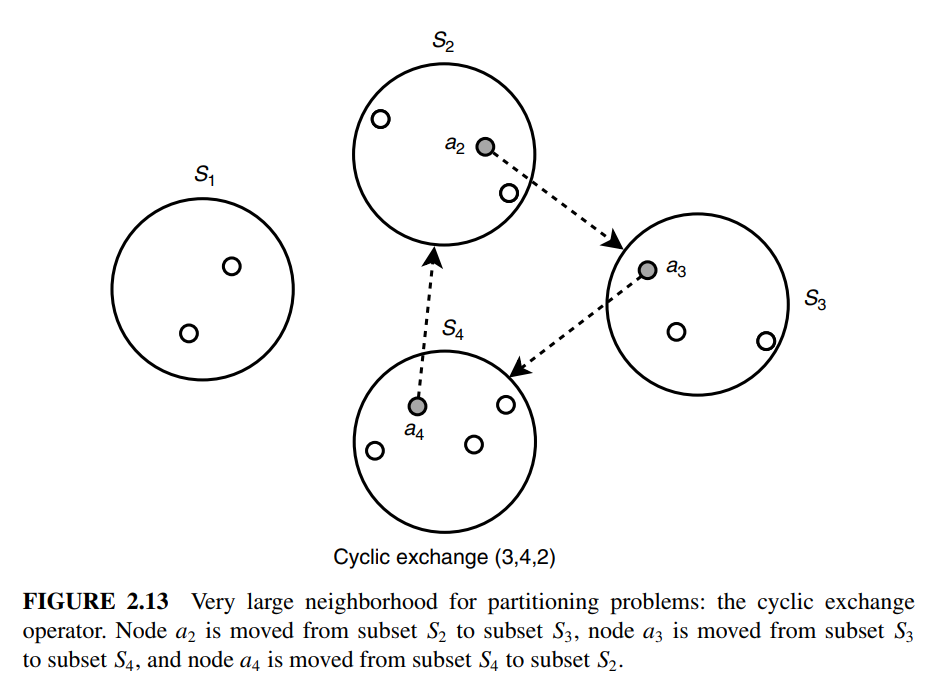 S2
a2
S1
a3
S3
S4
a4
Cyclic exchange (3,4,2)
FIGURE 2.13 Very large neighborhood for partitioning problems: the cyclic exchange
operator. Node a2 is moved from subset S2 to subset S3, node a3 is moved from subset S3
to subset S4, and node a4 is moved from subset S4 to subset S2.